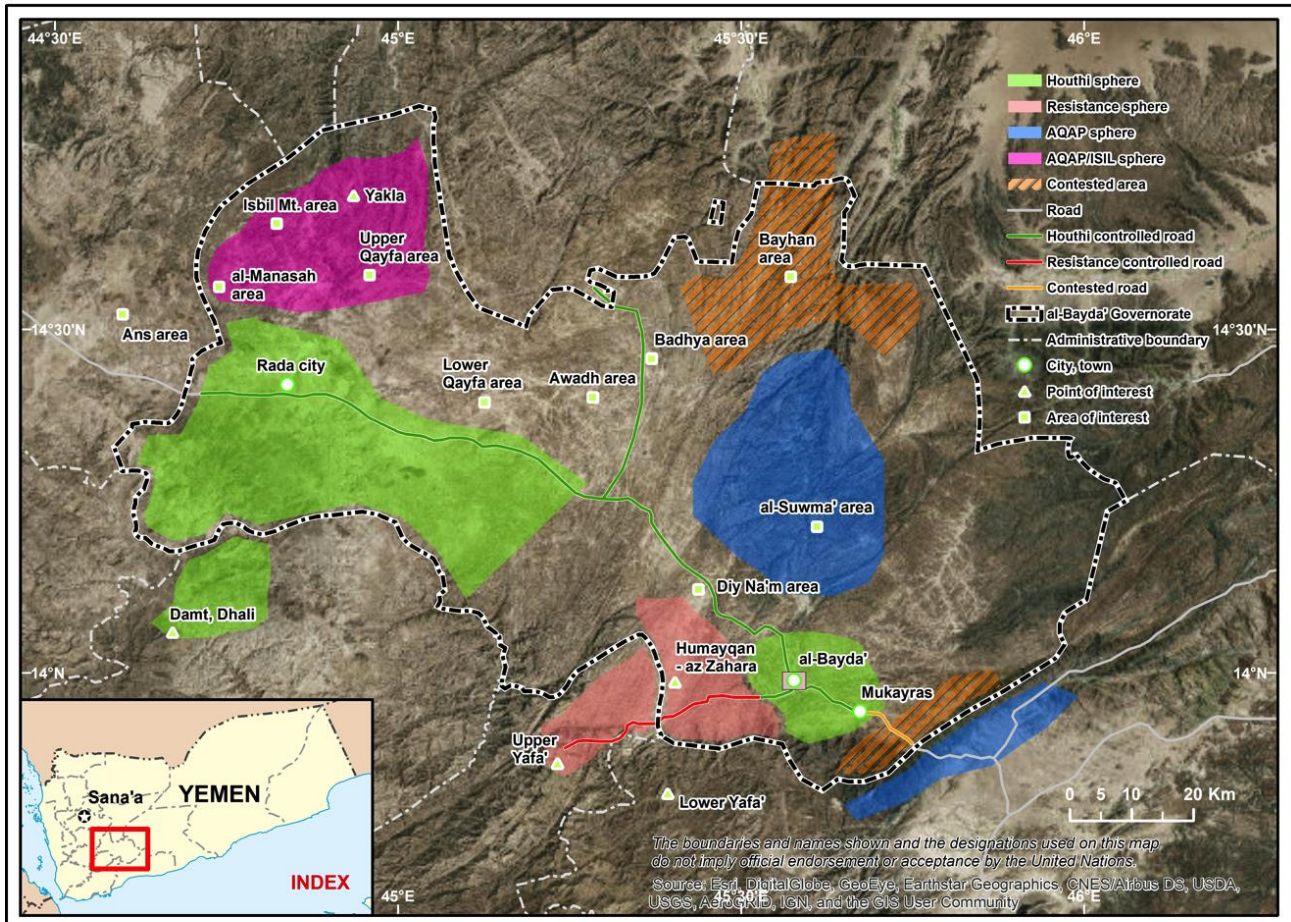 44°30'E
45°E
45°30'E
46°E
Houthi sphere
Resistance sphere
AQAP sphere
AQAP/ISIL sphere
Contested area
Road
Houthi controlled road
Resistance controlled road
Contested road
al-Bayda' Governorate
Administrative boundary
City, town
Point of interest
Area of interest
Isbil Mt. area
Yakla
Upper
Qayfa area
al-Manasah
area
Bayhan
area
Ans area
14°30'N
14°30'N
Rada city
Lower
Qayfa area
Awadh area
Badhya area
al-Suwma' area
Diy Na'm area
Damt, Dhali
Humayqan
- az Zahara
al-Bayda'
Mukayras
14°N
14°N
Upper
Yafa'
Lower Yafa'
0 5 10 20 Km
Sana'a
YEMEN
INDEX
The boundaries and names shown and the designations used on this map
do not imply official endorsement or acceptance by the United Nations.
Source: Esri, DigitalGlobe, GeoEye, Earthstar Geographics, CNES/Airbus DS, USDA,
USGS, AeroGRID, IGN, and the GIS User Community
45°E
45°30'E
46°E